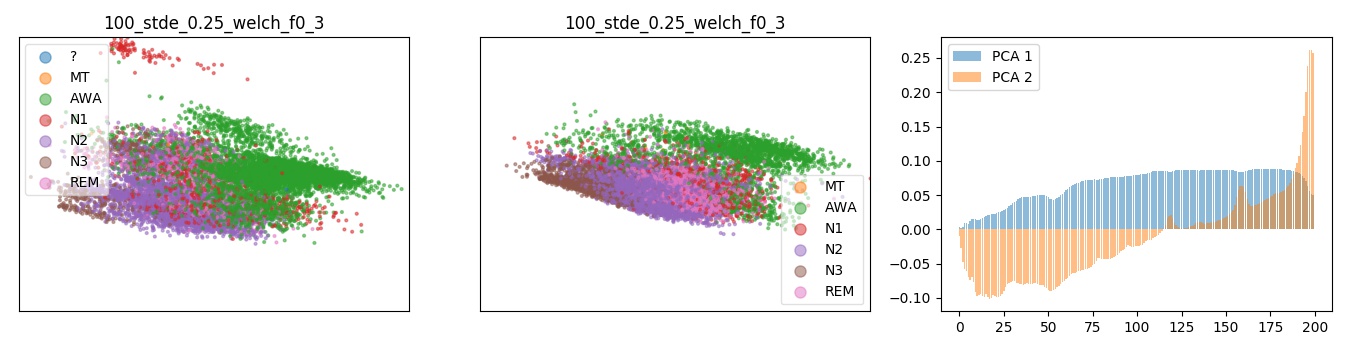 100_stde_0.25_welch_f0_3
?
MT
AWA
N1
N2
N3
REM
100_stde_0.25_welch_f0_3
MT
AWA
N1
N2
N3
REM
PCA 1
PCA 2
0.25
0.20
0.15
0.10
0.05
0.00
−0.05
−0.10
0 25 50 75 100 125 150 175 200